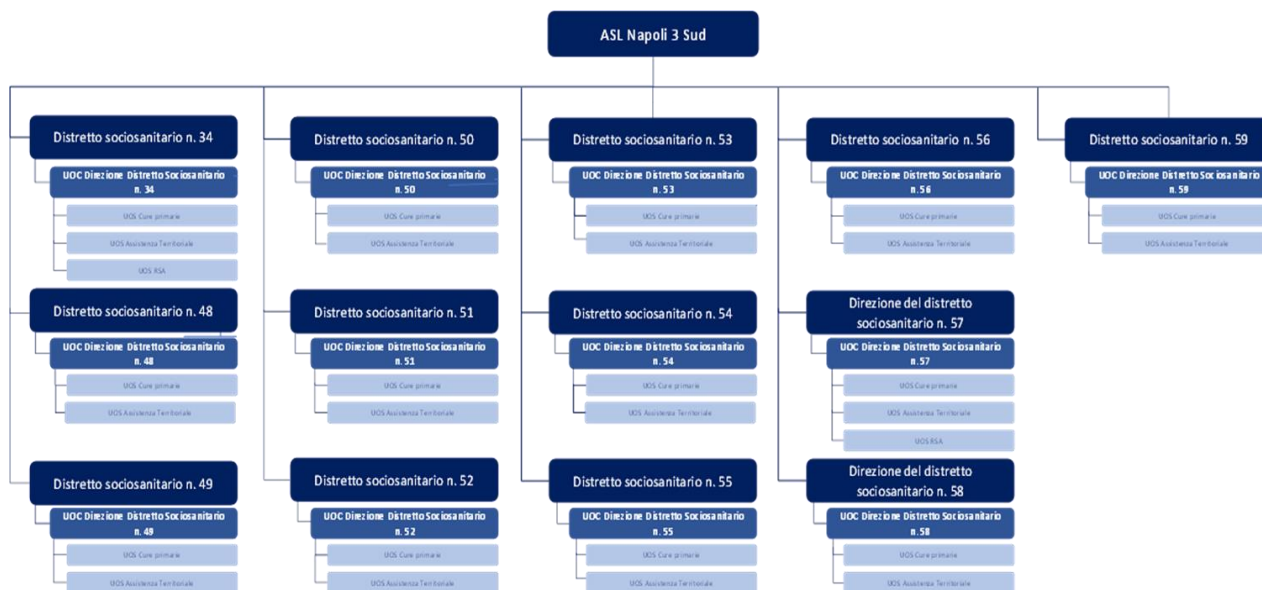 ASL Napoli 3 Sud
Distretto sociosanitario n. 34
UOC Direzione Distretto Sociosanitario
n. 34
UOS Cure primarie
UOS Assistenza Territoriale
UOS RSA
Distretto sociosanitario n. 48
UOC Direzione Distretto Sociosanitario
n. 48
UOS Cure primarie
UOS Assistenza Territoriale
Distretto sociosanitario n. 49
UOC Direzione Distretto Sociosanitario
n. 49
UOS Cure primarie
UOS Assistenza Territoriale
Distretto sociosanitario n. 50
UOC Direzione Distretto Sociosanitario
n. 50
UOS Cure primarie
UOS Assistenza Territoriale
Distretto sociosanitario n. 51
UOC Direzione Distretto Sociosanitario
n. 51
UOS Cure primarie
UOS Assistenza Territoriale
Distretto sociosanitario n. 52
UOC Direzione Distretto Sociosanitario
n. 52
UOS Cure primarie
UOS Assistenza Territoriale
Distretto sociosanitario n. 53
UOC Direzione Distretto Sociosanitario
n. 53
UOS Cure primarie
UOS Assistenza Territoriale
Distretto sociosanitario n. 54
UOC Direzione Distretto Sociosanitario
n. 54
UOS Cure primarie
UOS Assistenza Territoriale
Distretto sociosanitario n. 55
UOC Direzione Distretto Sociosanitario
n. 55
UOS Cure primarie
UOS Assistenza Territoriale
Distretto sociosanitario n. 56
UOC Direzione Distretto Sociosanitario
n. 56
UOS Cure primarie
UOS Assistenza Territoriale
Direzione del distretto
sociosanitario n. 57
UOC Direzione Distretto Sociosanitario
n. 57
UOS Cure primarie
UOS Assistenza Territoriale
UOS RSA
Direzione del distretto
sociosanitario n. 58
UOC Direzione Distretto Sociosanitario
n. 58
UOS Cure primarie
UOS Assistenza Territoriale
Distretto sociosanitario n. 59
UOC Direzione Distretto Sociosanitario
n. 59
UOS Cure primarie
UOS Assistenza Territoriale